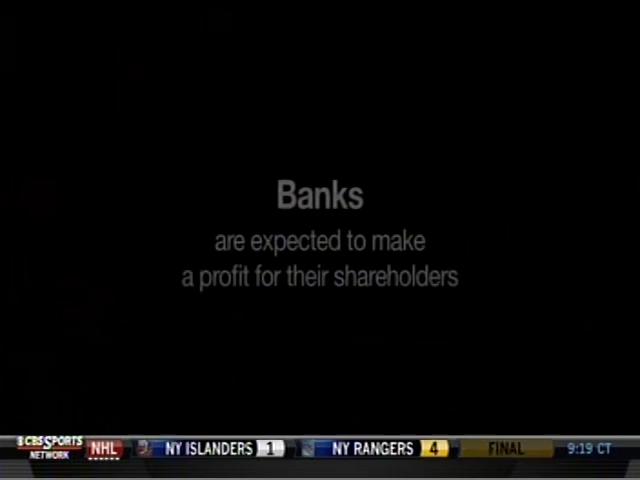 Banks
are expected to make
a profit for their shareholders
CBS SPORTS
NETWORK
NHL NY ISLANDERS 1 NY RANGERS 4 FINAL 9:19 CT